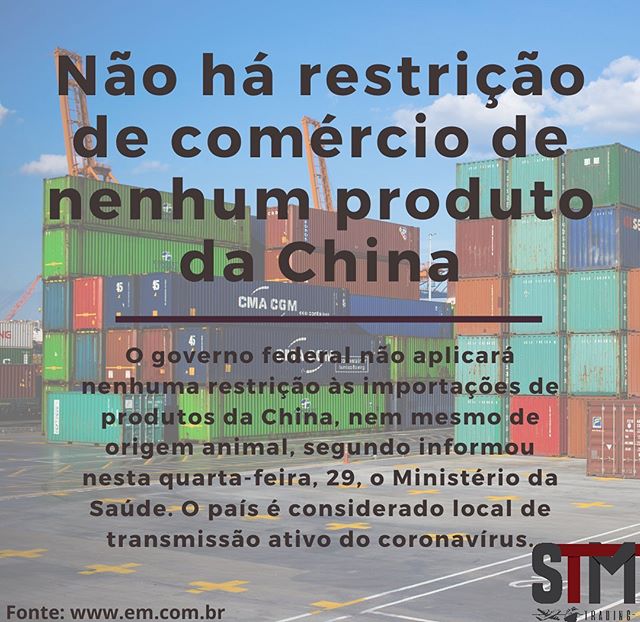 Não há restrição
de comércio de
nenhum produto
da China
CMA CGM
O governo federal não aplicará
nenhuma restrição às importações de
produtos da China, nem mesmo de
origem animal, segundo informou
nesta quarta-feira, 29, o Ministério da
Saúde. O país é considerado local de
transmissão ativo do coronavírus.
STM
TRADING
Fonte: www.em.com.br